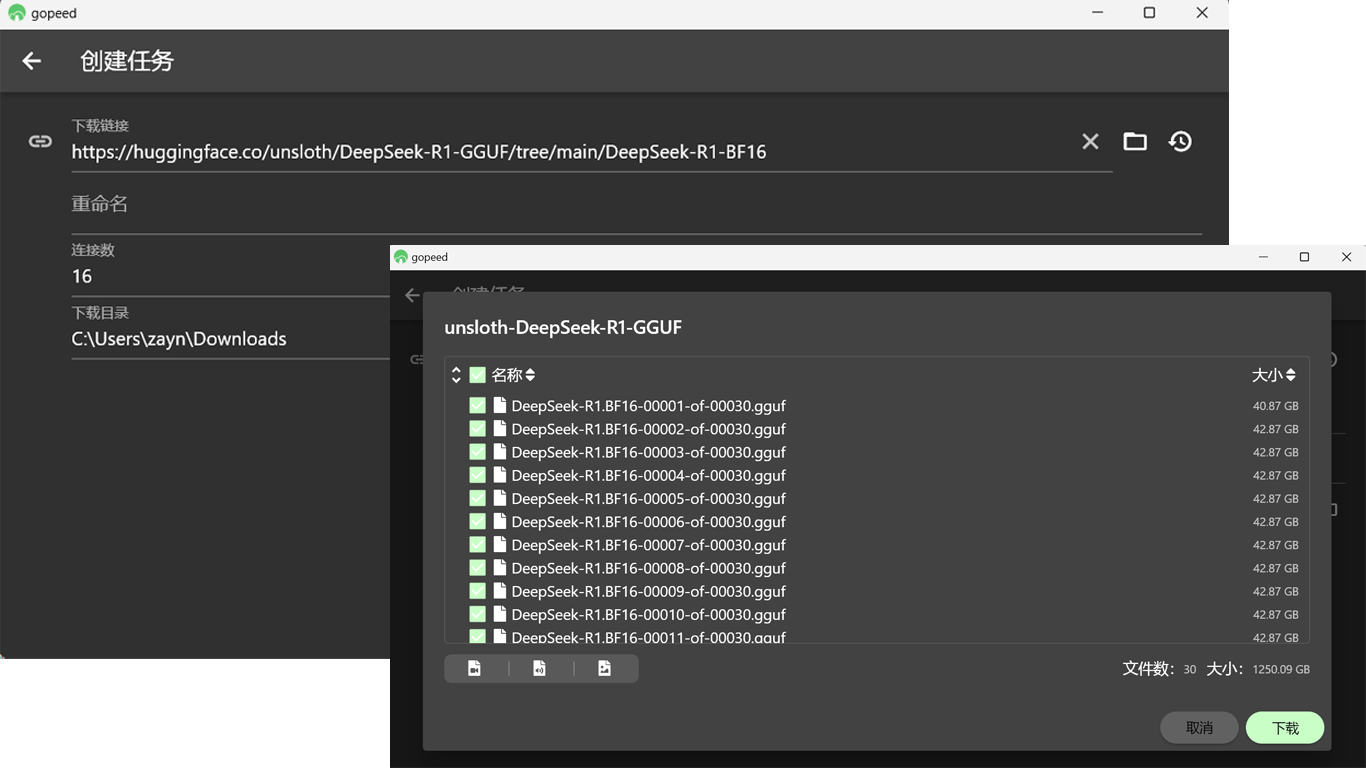 gopeed
创建任务
下载链接
https://huggingface.co/unsloth/DeepSeek-R1-GGUF/tree/main/DeepSeek-R1-BF16
重命名
连接数
16
下载目录
C:\Users\zayn\Downloads
gopeed
创建任务
unsloth-DeepSeek-R1-GGUF
名称 大小
DeepSeek-R1.BF16-00001-of-00030.gguf 40.87 GB
DeepSeek-R1.BF16-00002-of-00030.gguf 42.87 GB
DeepSeek-R1.BF16-00003-of-00030.gguf 42.87 GB
DeepSeek-R1.BF16-00004-of-00030.gguf 42.87 GB
DeepSeek-R1.BF16-00005-of-00030.gguf 42.87 GB
DeepSeek-R1.BF16-00006-of-00030.gguf 42.87 GB
DeepSeek-R1.BF16-00007-of-00030.gguf 42.87 GB
DeepSeek-R1.BF16-00008-of-00030.gguf 42.87 GB
DeepSeek-R1.BF16-00009-of-00030.gguf 42.87 GB
DeepSeek-R1.BF16-00010-of-00030.gguf 42.87 GB
DeepSeek-R1.BF16-00011-of-00030.gguf 42.87 GB
文件数: 30 大小: 1250.09 GB
取消 下载